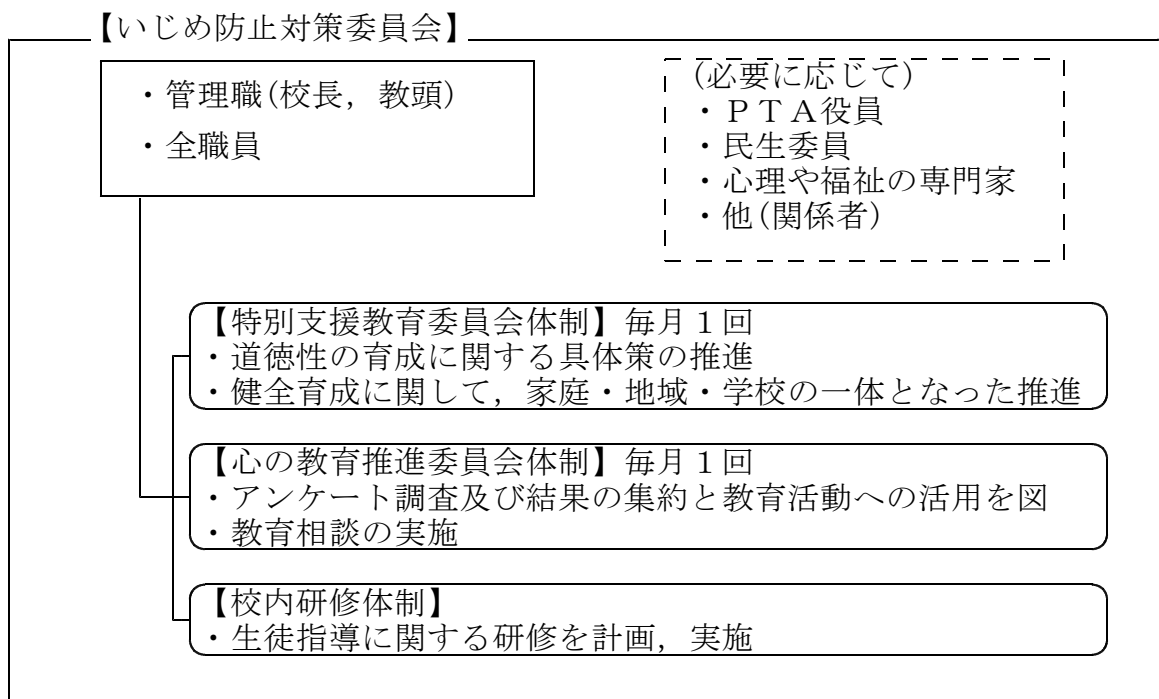 【いじめ防止対策委員会】
・管理職(校長，教頭)
・全職員
(必要に応じて)
・ＰＴＡ役員
・民生委員
・心理や福祉の専門家
・他(関係者)
【特別支援教育委員会体制】毎月１回
・道徳性の育成に関する具体策の推進
・健全育成に関して，家庭・地域・学校の一体となった推進
【心の教育推進委員会体制】毎月１回
・アンケート調査及び結果の集約と教育活動への活用を図
・教育相談の実施
【校内研修体制】
・生徒指導に関する研修を計画，実施